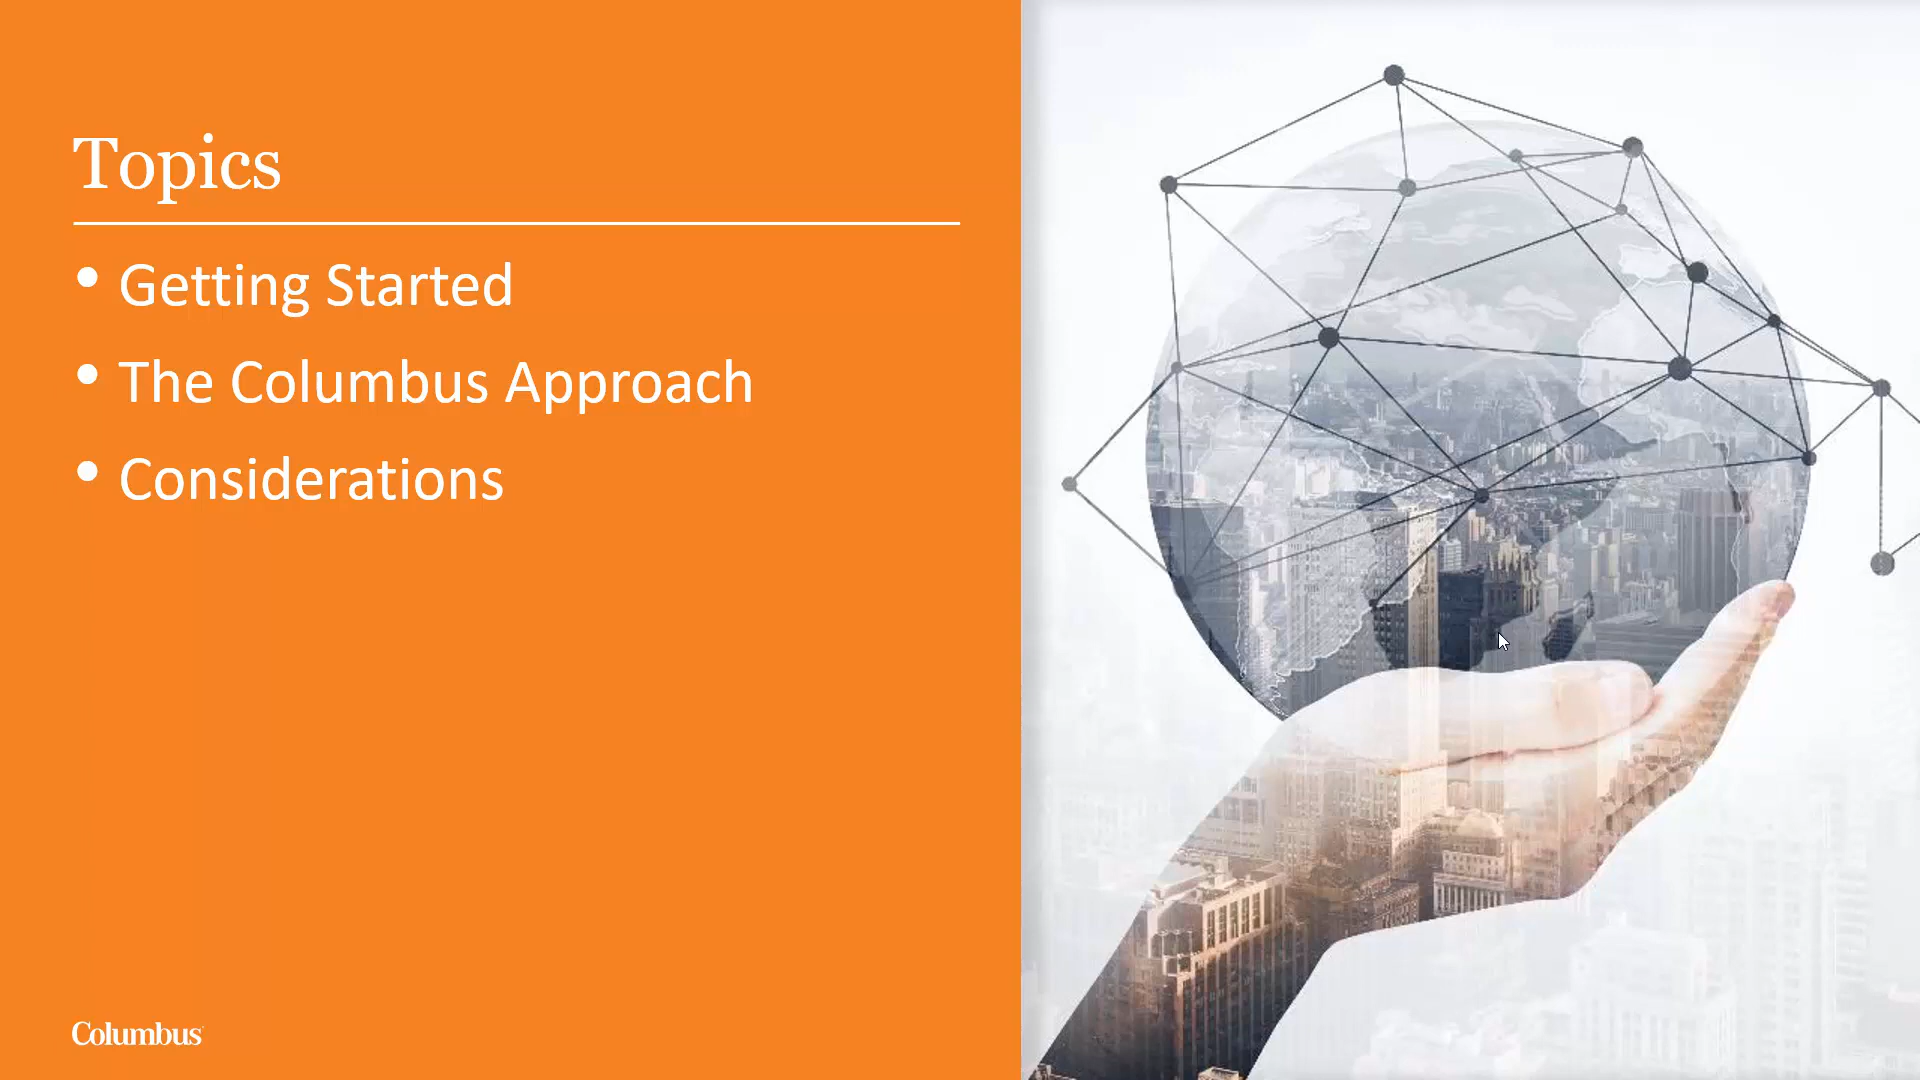 Topics
• Getting Started
• The Columbus Approach
• Considerations
Columbus